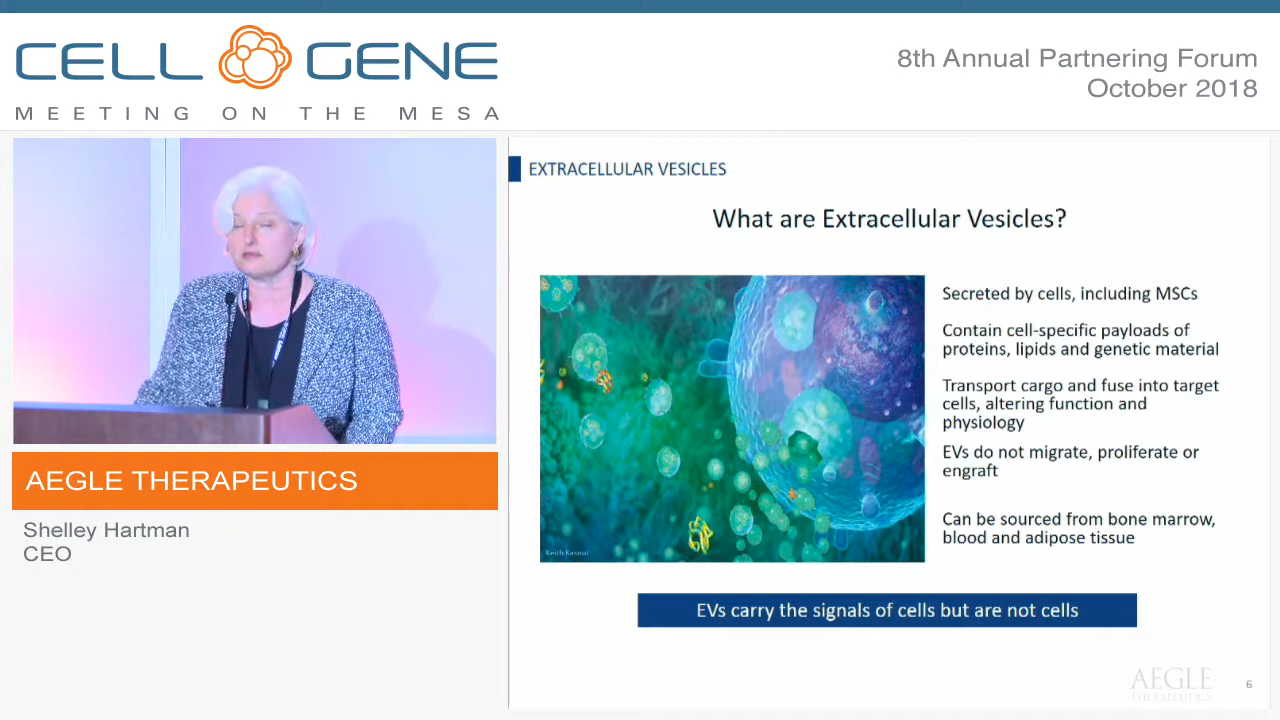 CELL GENE
MEETING ON THE MESA
8th Annual Partnering Forum
October 2018
EXTRACELLULAR VESICLES
What are Extracellular Vesicles?
Secreted by cells, including MSCs
Contain cell-specific payloads of
proteins, lipids and genetic material
Transport cargo and fuse into target
cells, altering function and
physiology
EVs do not migrate, proliferate or
engraft
Can be sourced from bone marrow,
blood and adipose tissue
EVs carry the signals of cells but are not cells
AEGLE
THERAPEUTICS
6
AEGLE THERAPEUTICS
Shelley Hartman
CEO